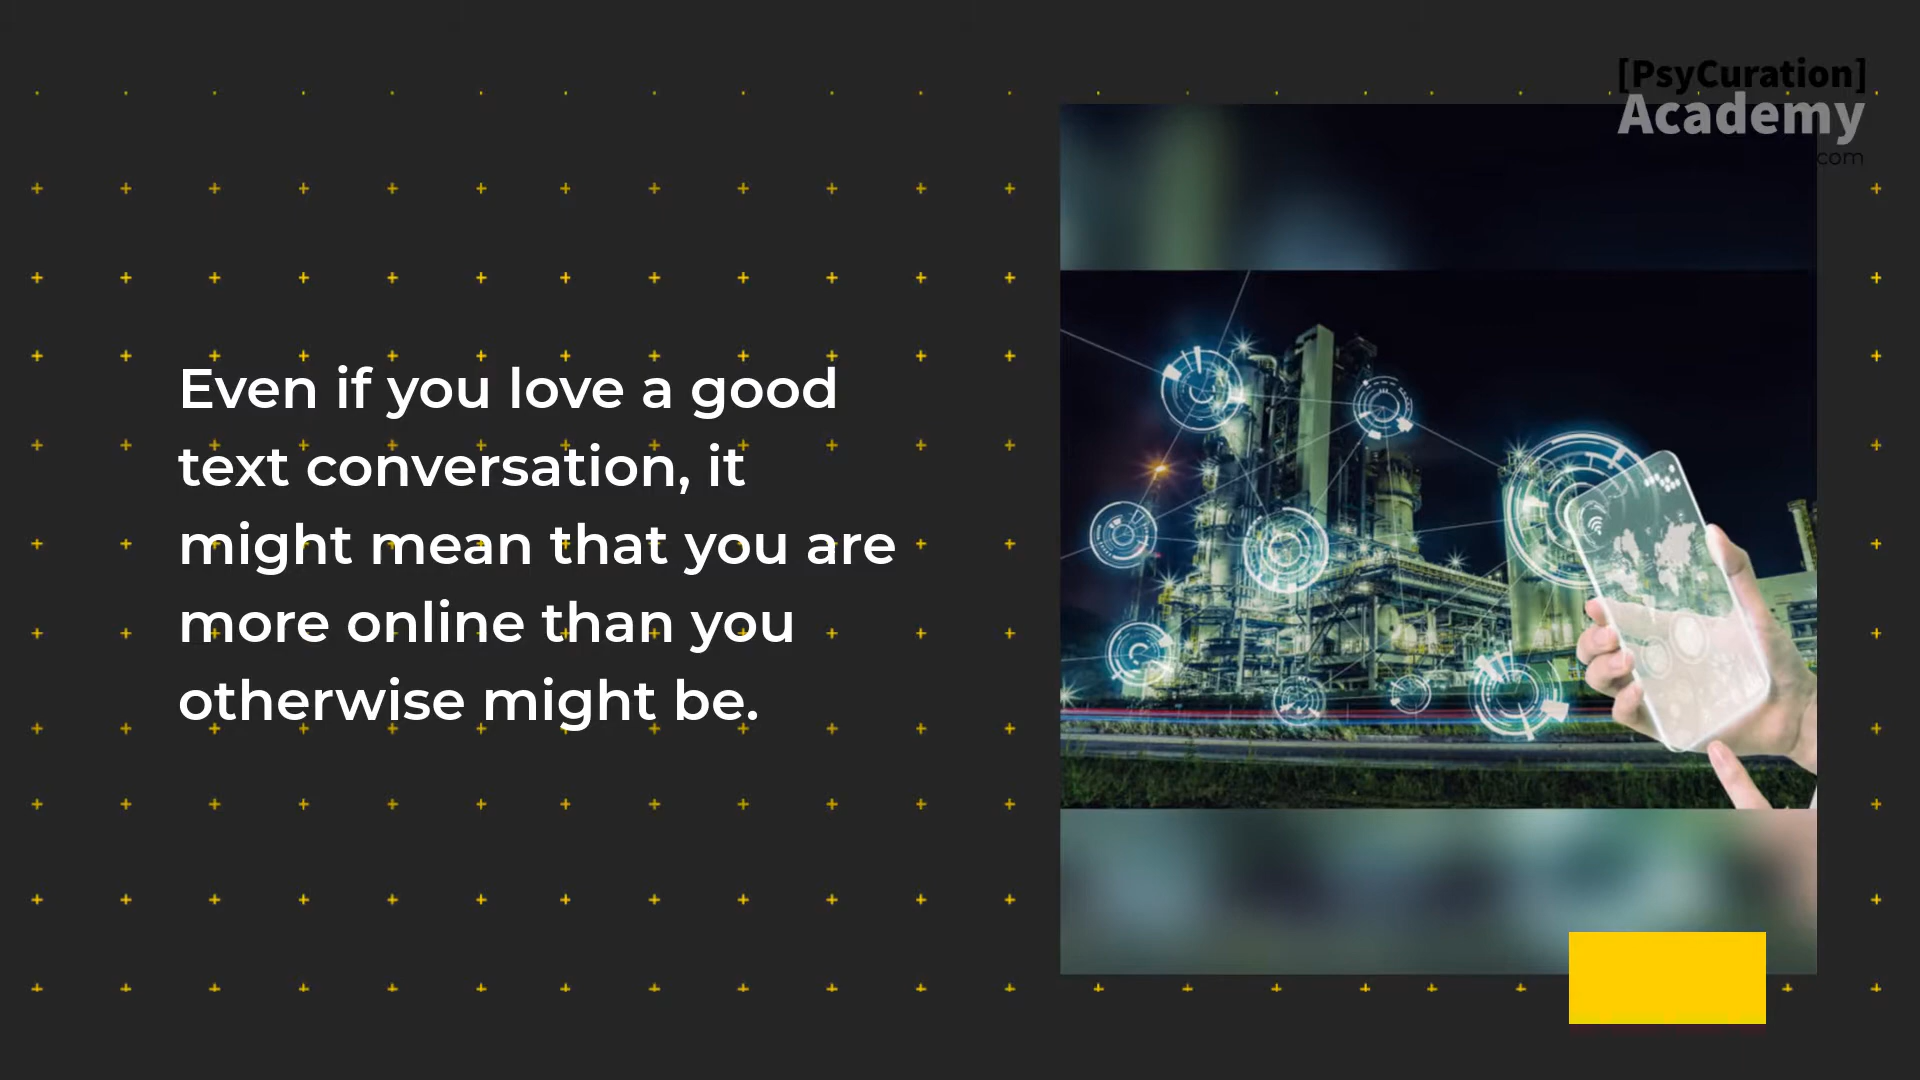 [PsyCuration]
Academy
.com
Even if you love a good
text conversation, it
might mean that you are
more online than you
otherwise might be.